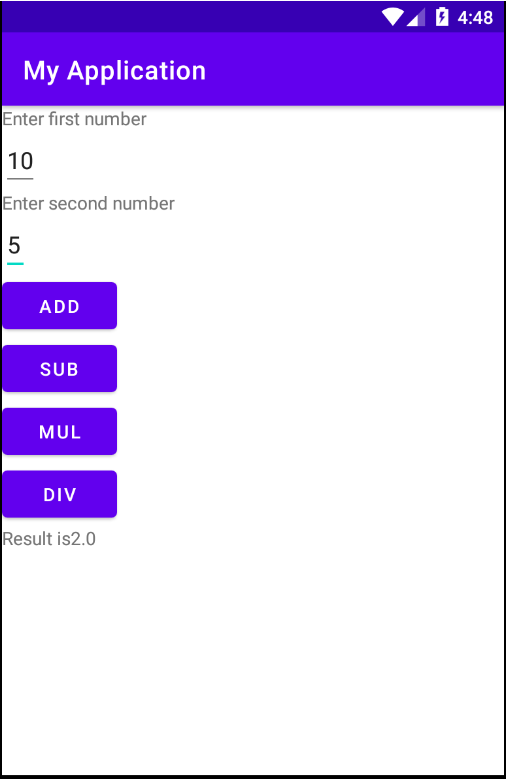 4:48
My Application
Enter first number
10
Enter second number
5
ADD
SUB
MUL
DIV
Result is2.0